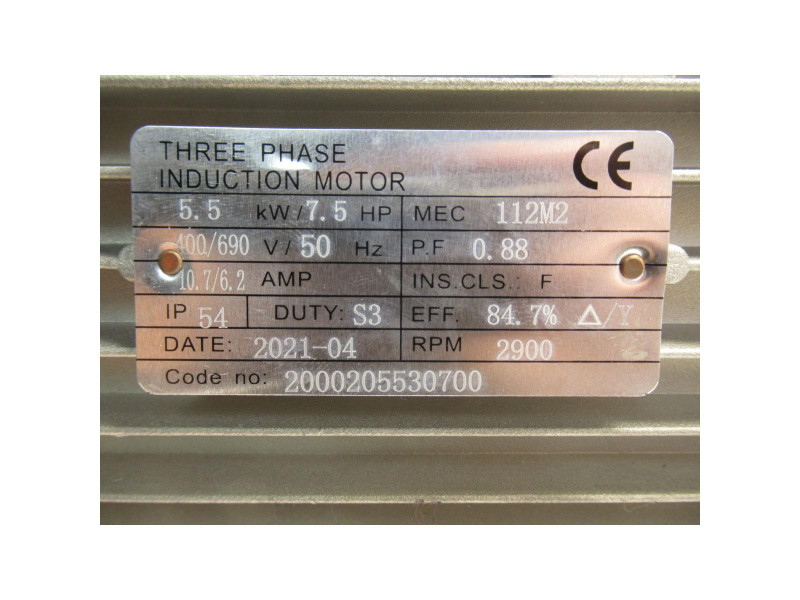 THREE PHASE
INDUCTION MOTOR
CE
5.5 kW/7.5 HP MEC 112M2
400/690 V/50 Hz P.F 0.88
10.7/6.2 AMP INS.CLS.: F
IP 54 DUTY: S3 EFF. 84.7% Δ/Y
DATE: 2021-04 RPM 2900
Code no: 2000205530700